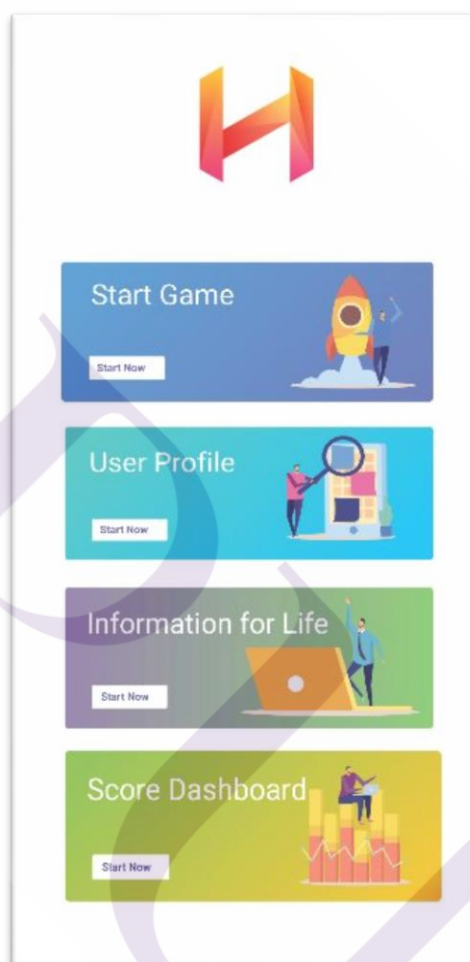 H
Start Game
Start Now
User Profile
Start Now
Information for Life
Start Now
Score Dashboard
Start Now